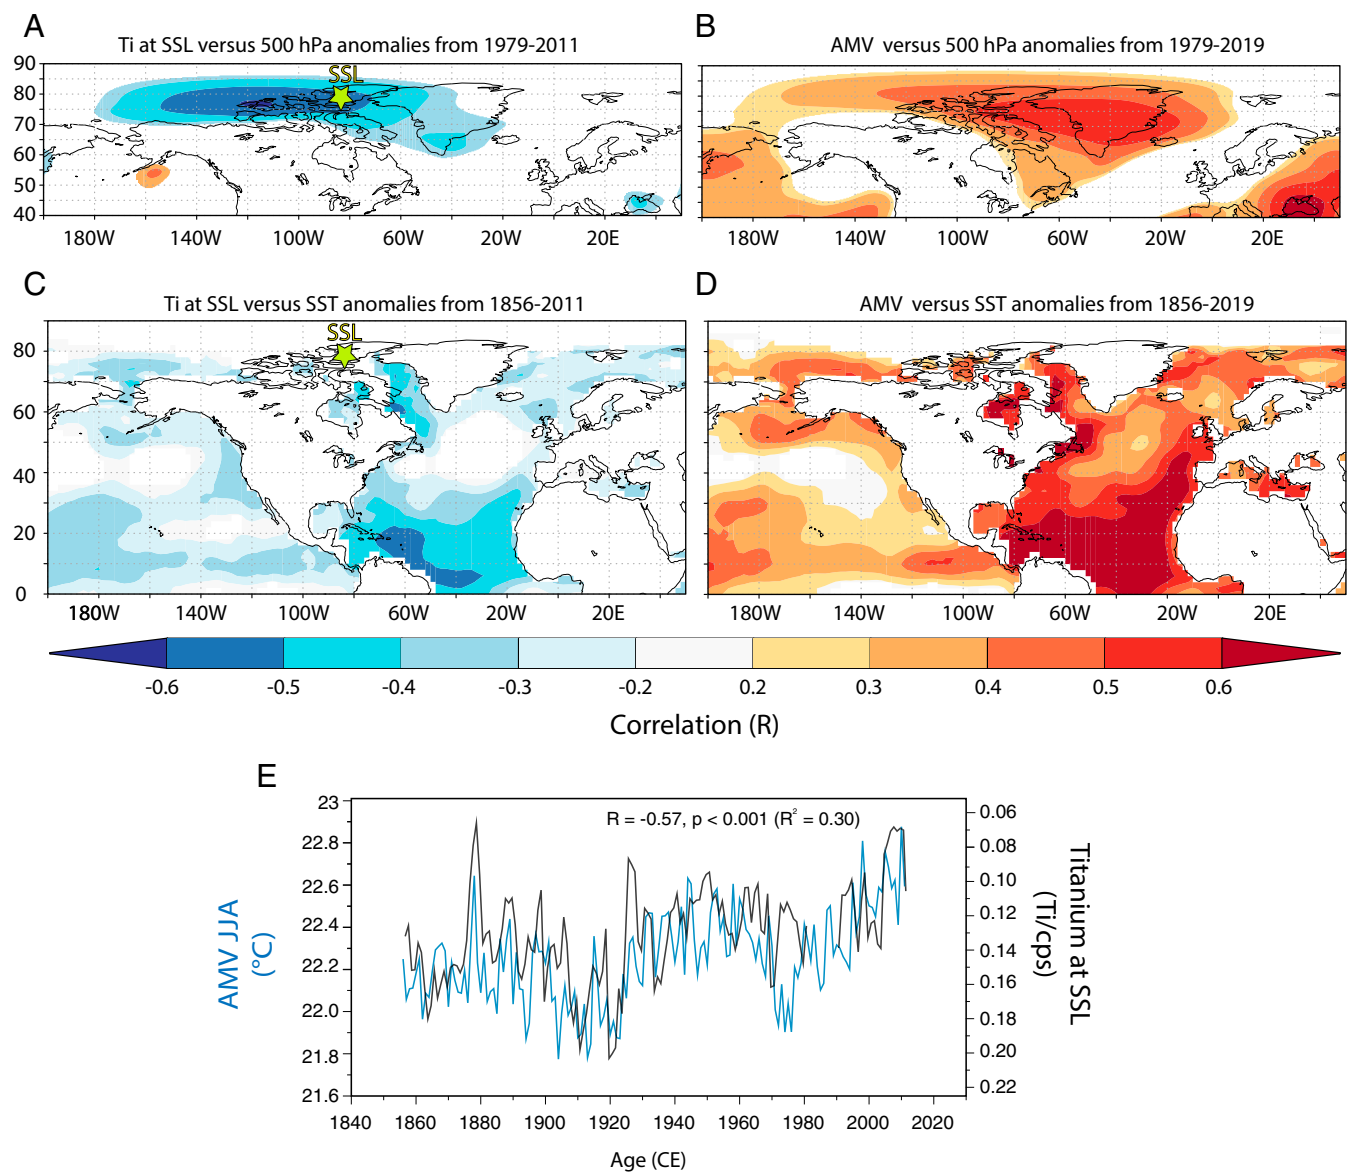 A
Ti at SSL versus 500 hPa anomalies from 1979-2011
SSL
90
80
70
60
50
40
180W 140W 100W 60W 20W 20E
B
AMV versus 500 hPa anomalies from 1979-2019
180W 140W 100W 60W 20W 20E
C
Ti at SSL versus SST anomalies from 1856-2011
SSL
80
60
40
20
0
180W 140W 100W 60W 20W 20E
D
AMV versus SST anomalies from 1856-2019
180W 140W 100W 60W 20W 20E
-0.6 -0.5 -0.4 -0.3 -0.2 0.2 0.3 0.4 0.5 0.6
Correlation (R)
E
R = -0.57, p < 0.001 (R² = 0.30)
AMV JJA
(°C)
23
22.8
22.6
22.4
22.2
22.0
21.8
21.6
0.06
0.08
0.10
0.12
0.14
0.16
0.18
0.20
0.22
Titanium at SSL
(Ti/cps)
1840 1860 1880 1900 1920 1940 1960 1980 2000 2020
Age (CE)